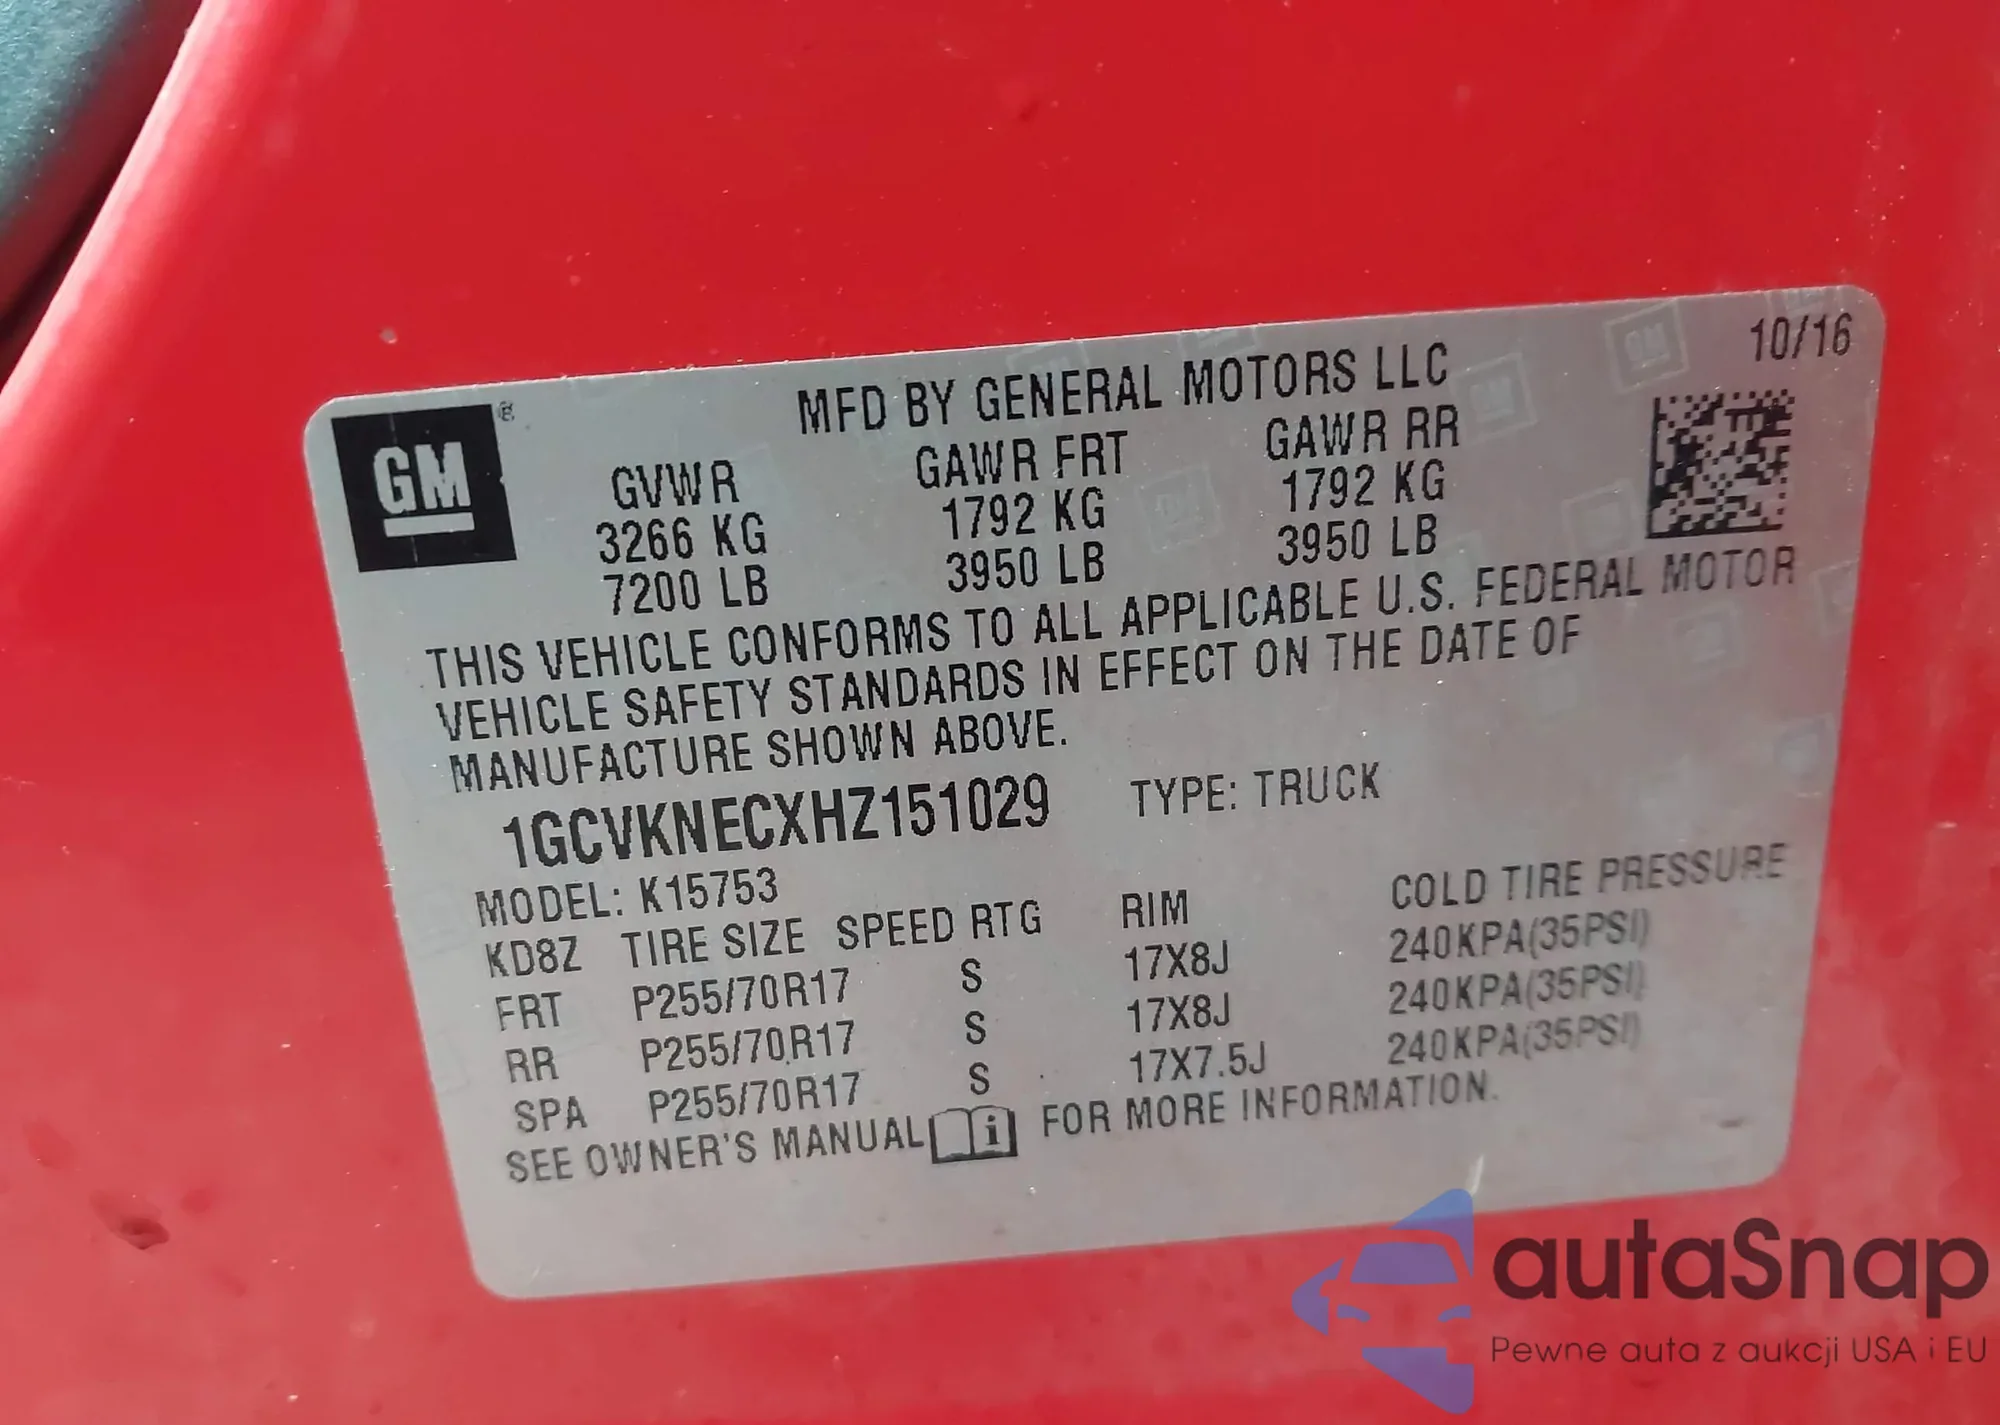 MFD BY GENERAL MOTORS LLC 10/16
GM ®
GVWR GAWR FRT GAWR RR
3266 KG 1792 KG 1792 KG
7200 LB 3950 LB 3950 LB
THIS VEHICLE CONFORMS TO ALL APPLICABLE U.S. FEDERAL MOTOR
VEHICLE SAFETY STANDARDS IN EFFECT ON THE DATE OF
MANUFACTURE SHOWN ABOVE.
1GCVKNECXHZ151029 TYPE: TRUCK
MODEL: K15753
KD8Z TIRE SIZE SPEED RTG RIM COLD TIRE PRESSURE
FRT P255/70R17 S 17X8J 240KPA(35PSI)
RR P255/70R17 S 17X8J 240KPA(35PSI)
SPA P255/70R17 S 17X7.5J 240KPA(35PSI)
SEE OWNER'S MANUAL i FOR MORE INFORMATION.
autaSnap
Pewne auta z aukcji USA i EU